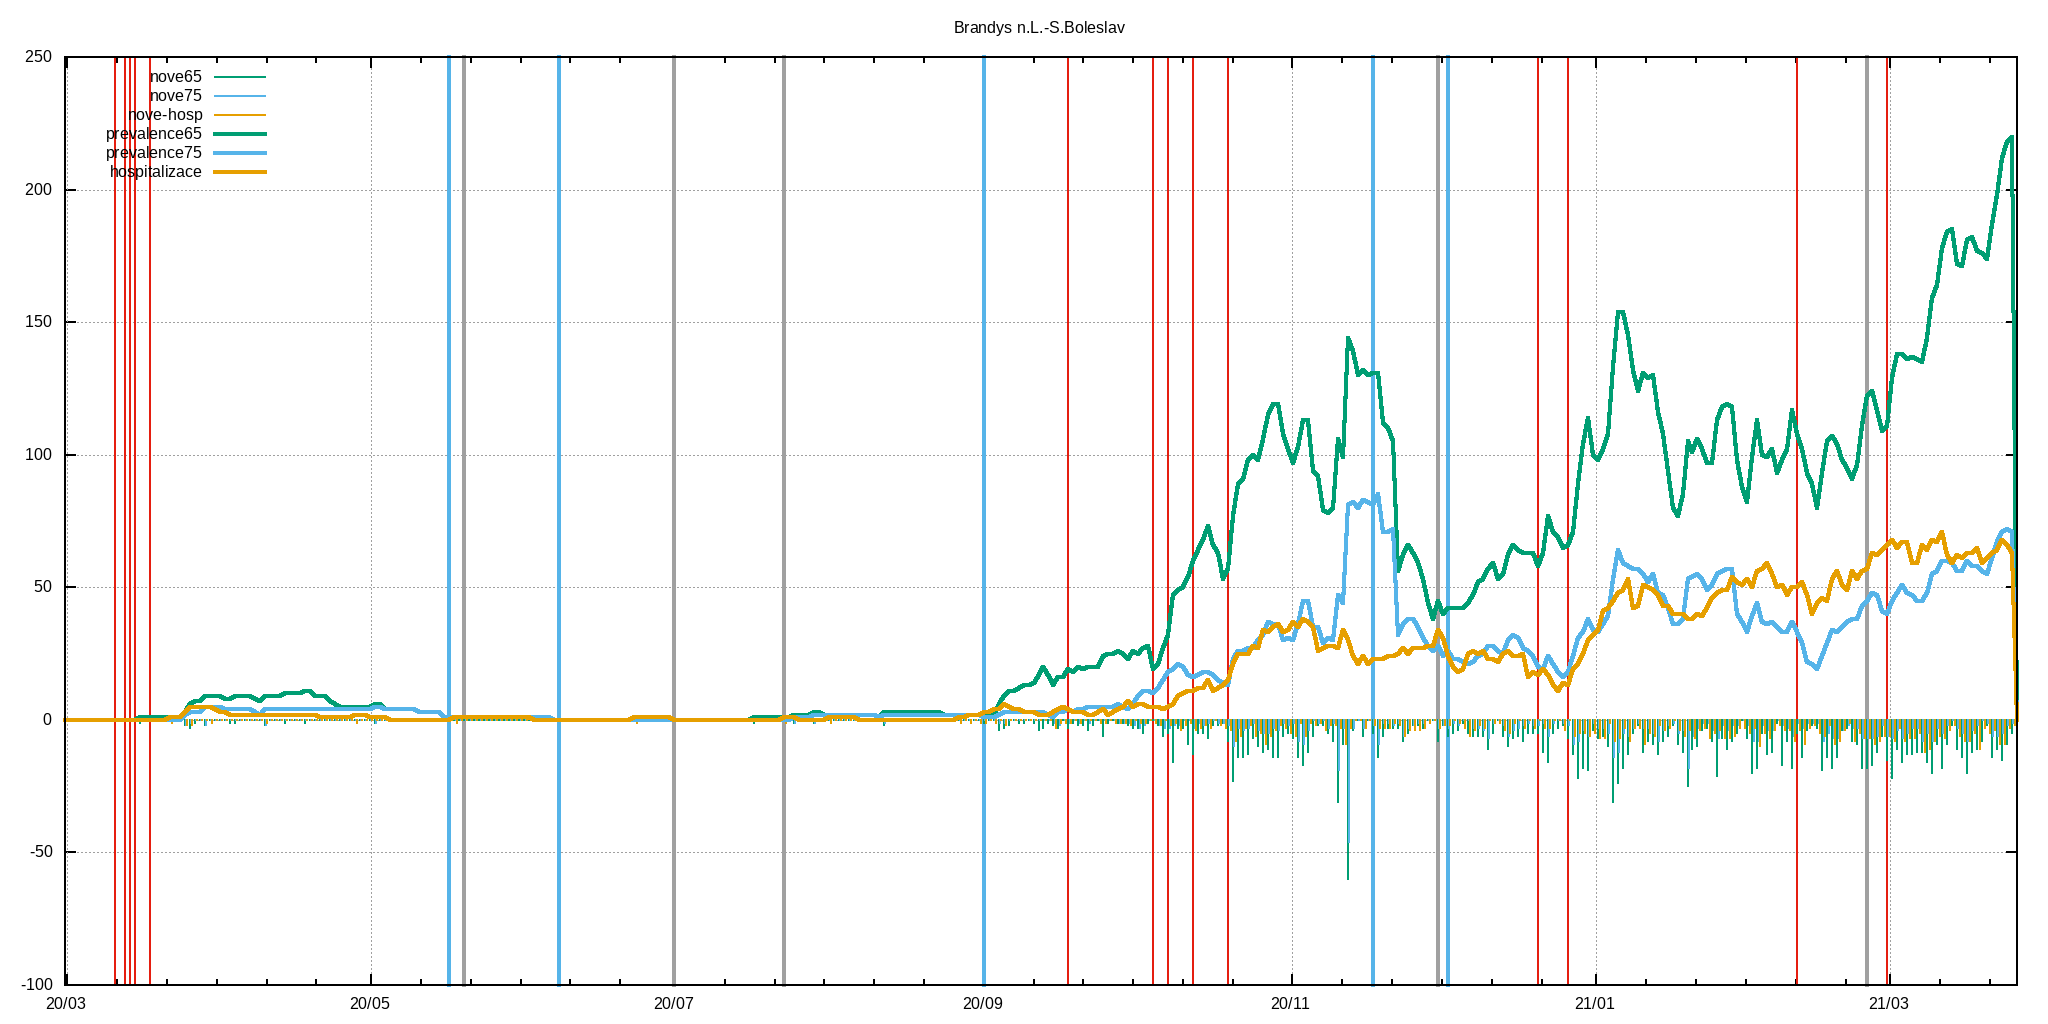 Brandys n.L.-S.Boleslav
250
200
150
100
50
0
-50
-100
nove65
nove75
nove-hosp
prevalence65
prevalence75
hospitalizace
20/03 20/05 20/07 20/09 20/11 21/01 21/03